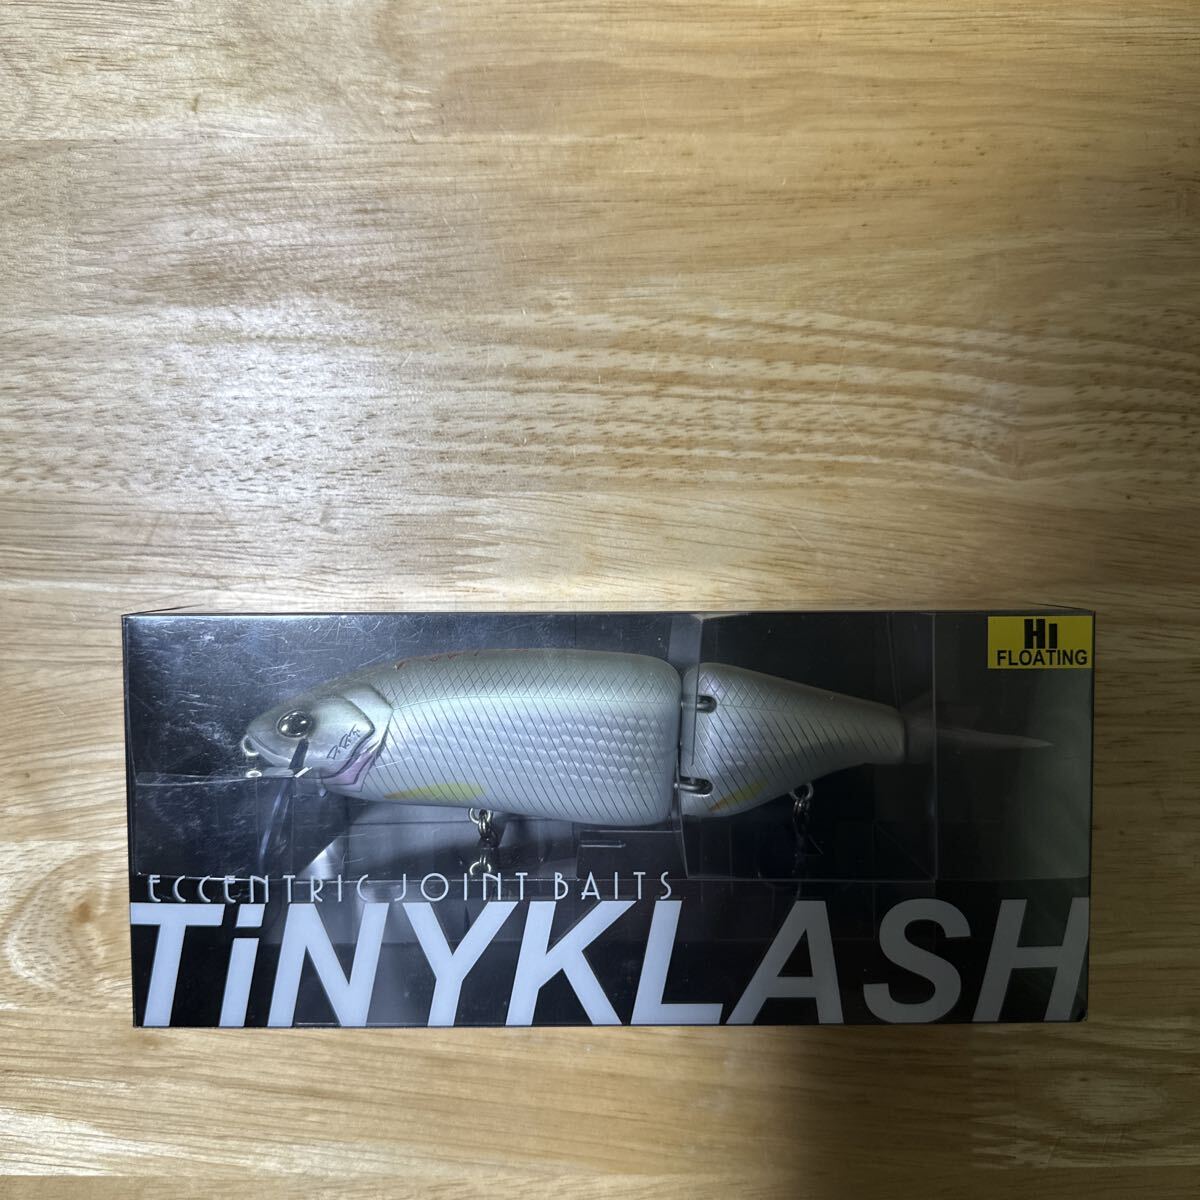 Hi
FLOATING
ECCENTRIC JOINT BAITS
TiNYKLASH